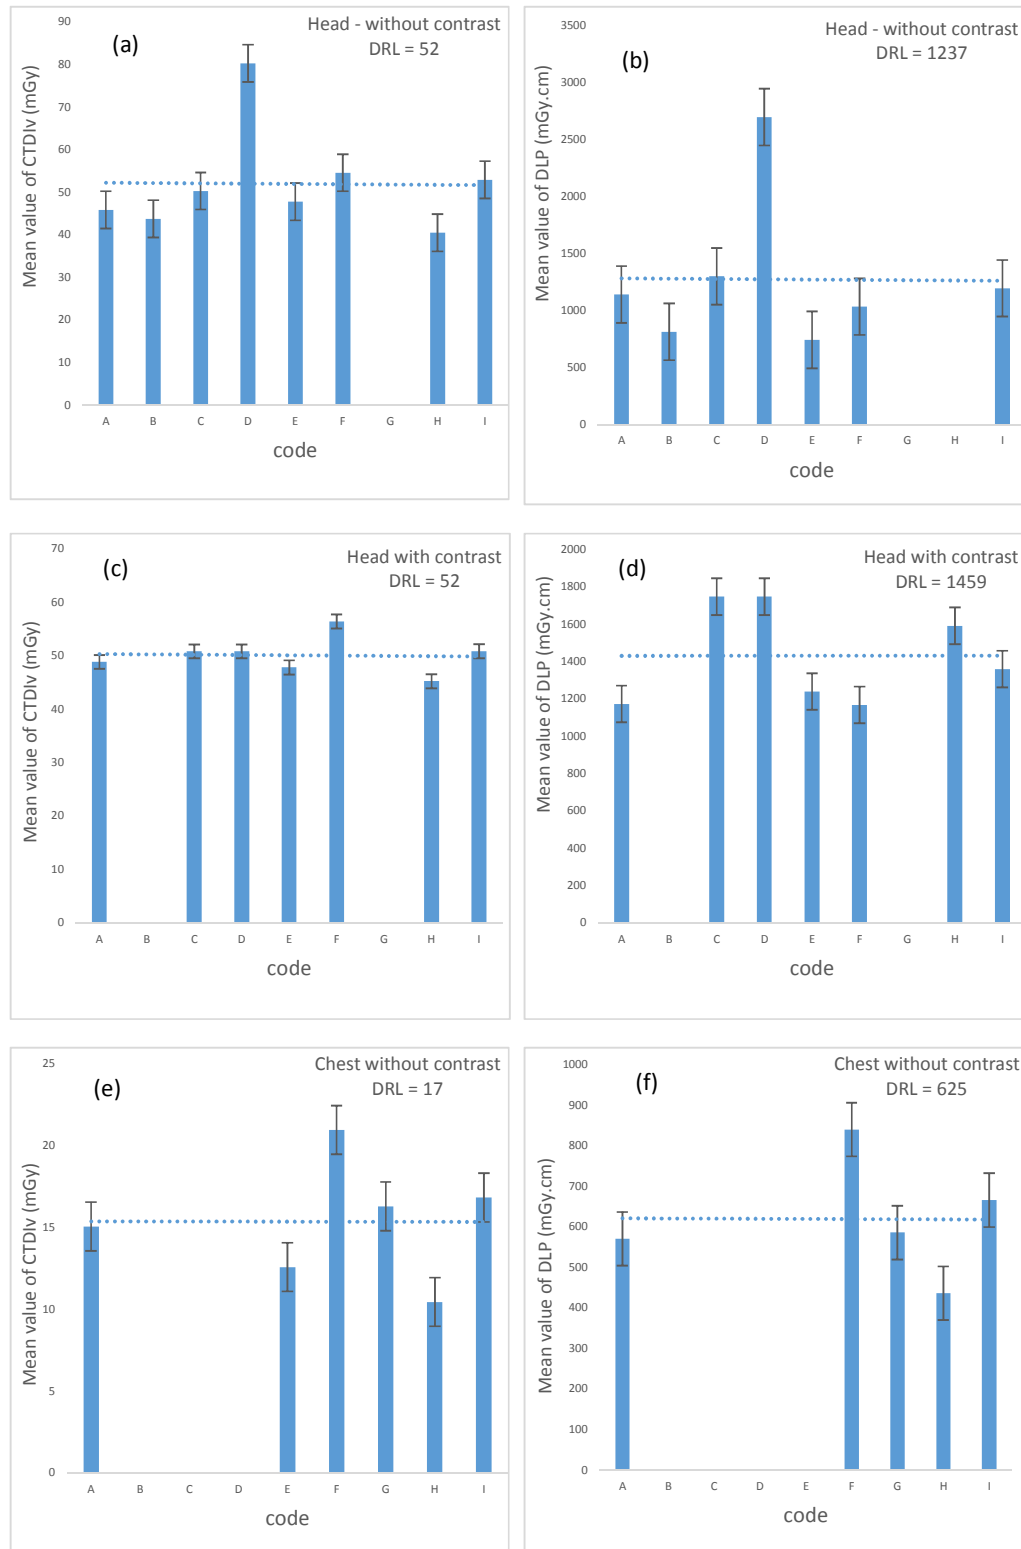 (a)
Head - without contrast
DRL = 52
Mean value of CTDIv (mGy)
90
80
70
60
50
40
30
20
10
0
A B C D E F G H I
code
(b)
Head - without contrast
DRL = 1237
Mean value of DLP (mGy.cm)
3500
3000
2500
2000
1500
1000
500
0
A B C D E F G H I
code
(c)
Head with contrast
DRL = 52
Mean value of CTDIv (mGy)
70
60
50
40
30
20
10
0
A B C D E F G H I
code
(d)
Head with contrast
DRL = 1459
Mean value of DLP (mGy.cm)
2000
1800
1600
1400
1200
1000
800
600
400
200
0
A B C D E F G H I
code
(e)
Chest without contrast
DRL = 17
Mean value of CTDIv (mGy)
25
20
15
10
5
0
A B C D E F G H I
code
(f)
Chest without contrast
DRL = 625
Mean value of DLP (mGy.cm)
1000
900
800
700
600
500
400
300
200
100
0
A B C D E F G H I
code